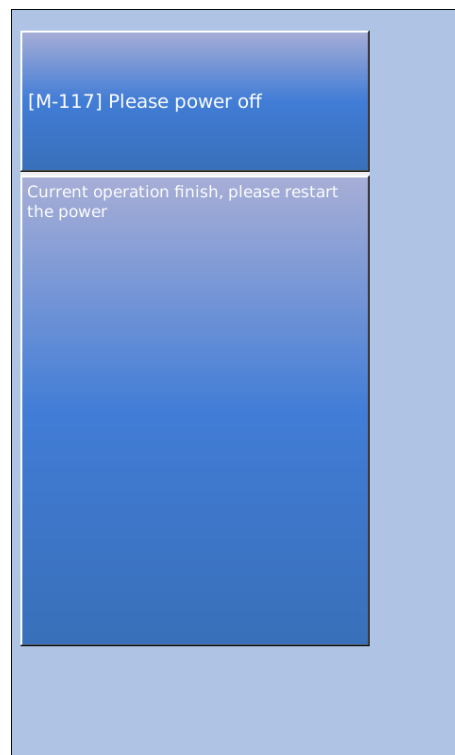 [M-117] Please power off
Current operation finish, please restart
the power